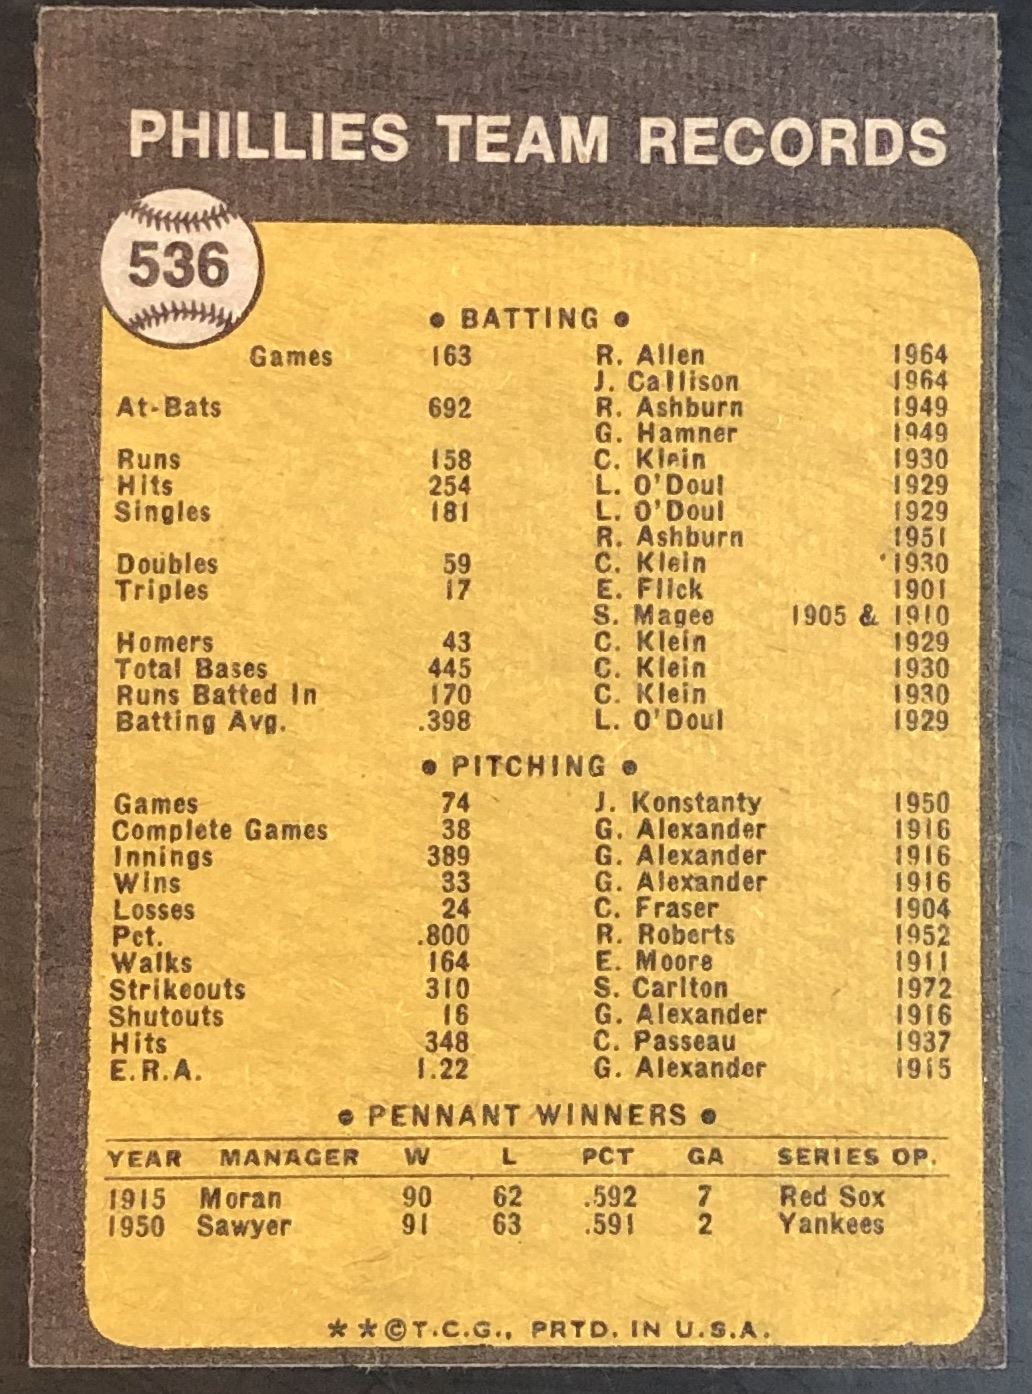 PHILLIES TEAM RECORDS
536
● BATTING ●
Games 163 R. Allen 1964
J. Callison 1964
At-Bats 692 R. Ashburn 1949
G. Hamner 1949
Runs 158 C. Klein 1930
Hits 254 L. O'Doul 1929
Singles 181 L. O'Doul 1929
R. Ashburn 1951
Doubles 59 C. Klein 1930
Triples 17 E. Flick 1901
S. Magee 1905 & 1910
Homers 43 C. Klein 1929
Total Bases 445 C. Klein 1930
Runs Batted In 170 C. Klein 1930
Batting Avg. .398 L. O'Doul 1929
● PITCHING ●
Games 74 J. Konstanty 1950
Complete Games 38 G. Alexander 1916
Innings 389 G. Alexander 1916
Wins 33 G. Alexander 1916
Losses 24 C. Fraser 1904
Pct. .800 R. Roberts 1952
Walks 164 E. Moore 1911
Strikeouts 310 S. Carlton 1972
Shutouts 16 G. Alexander 1916
Hits 348 C. Passeau 1937
E.R.A. 1.22 G. Alexander 1915
● PENNANT WINNERS ●
YEAR MANAGER W L PCT GA SERIES OP.
1915 Moran 90 62 .592 7 Red Sox
1950 Sawyer 91 63 .591 2 Yankees
★★©T.C.G., PRTD. IN U.S.A.